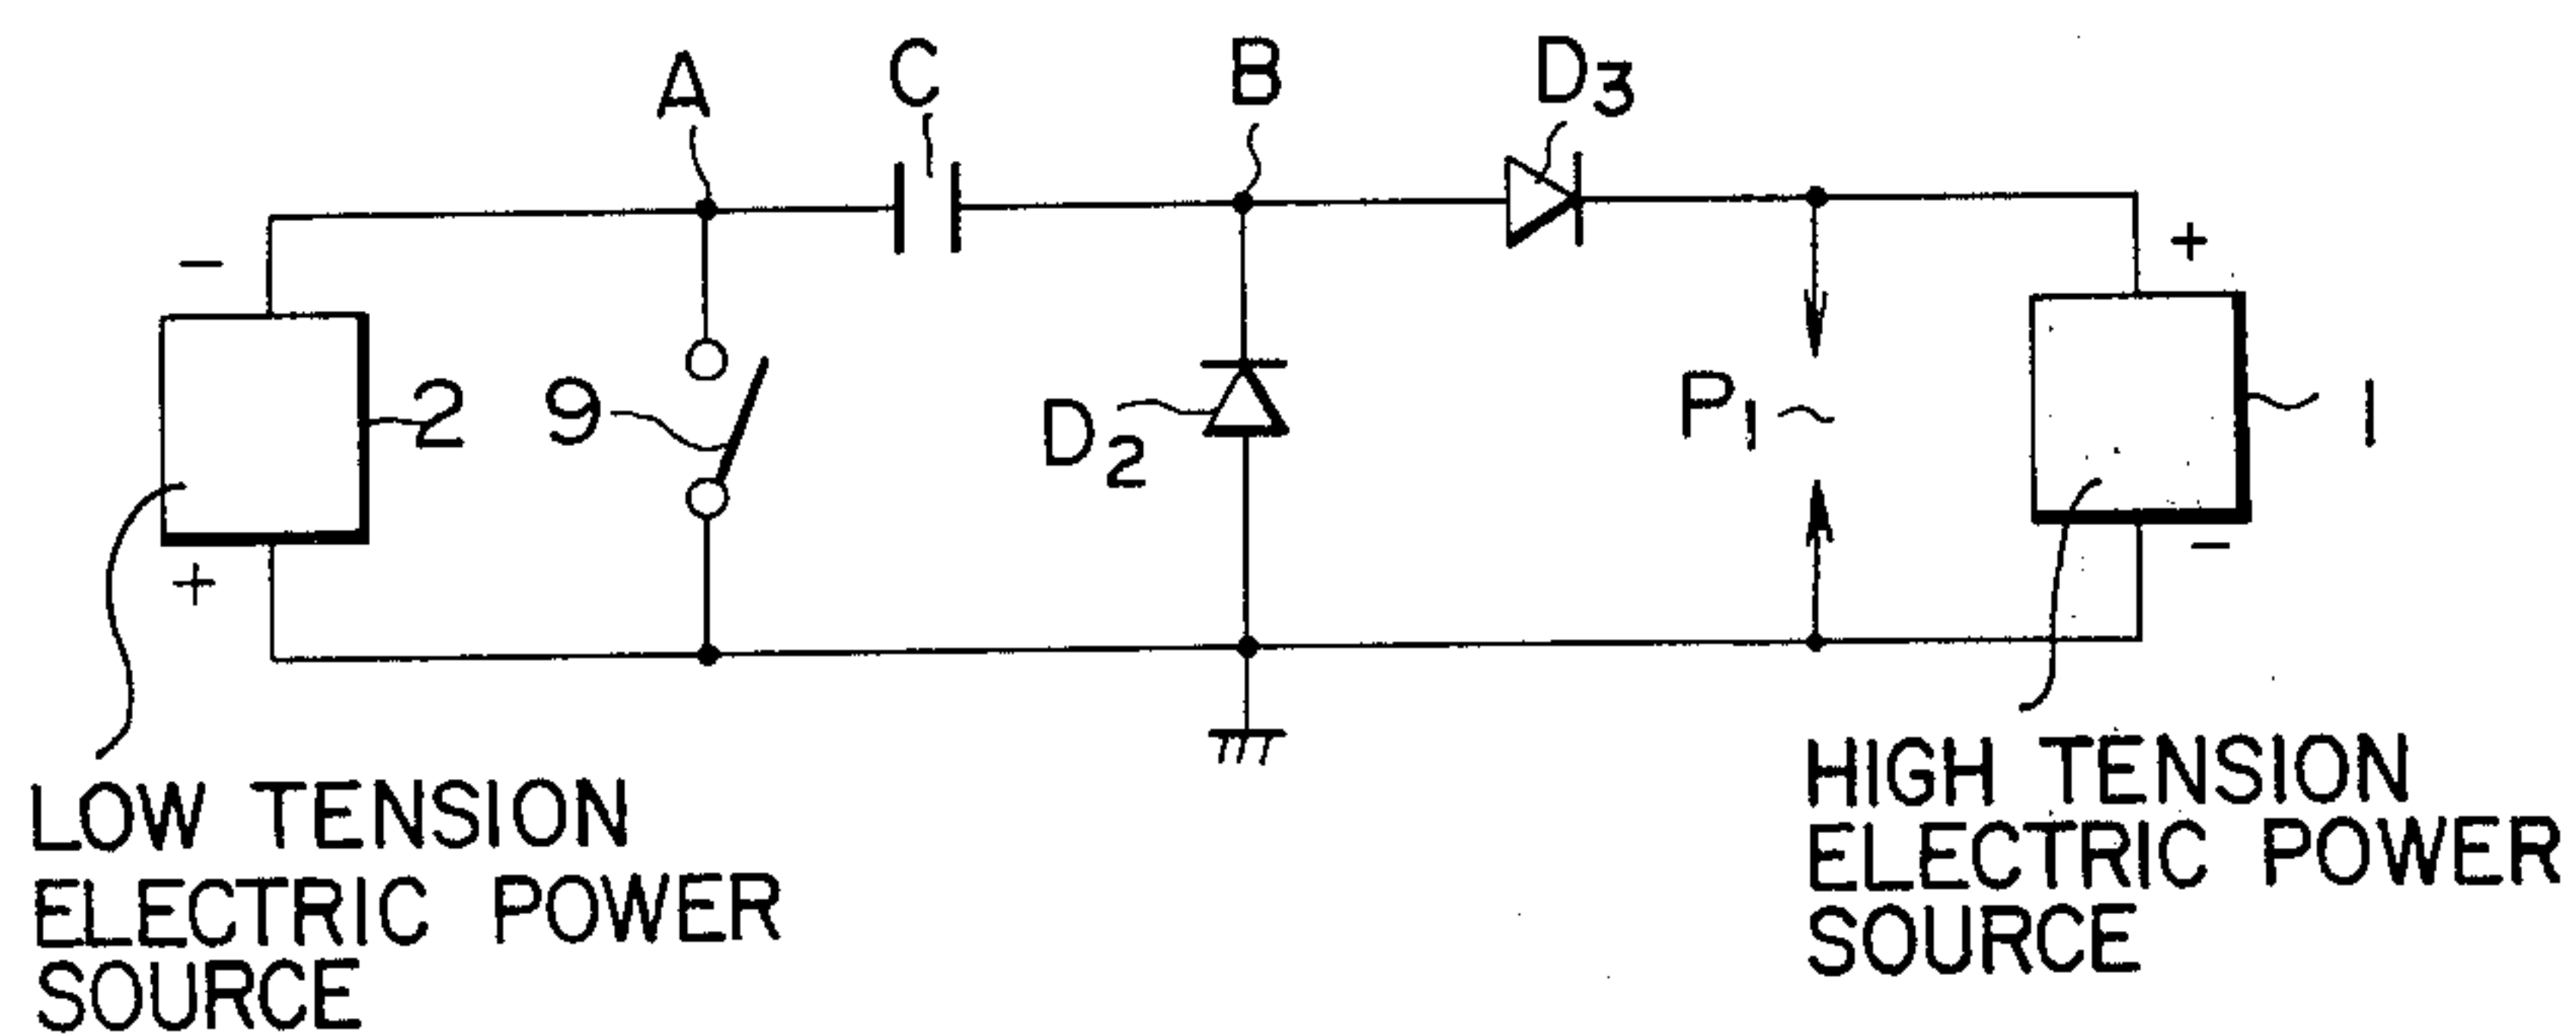 A
C
B
D3
−
+
2
9
D2
P1
1
+
−
LOW TENSION
ELECTRIC POWER
SOURCE
HIGH TENSION
ELECTRIC POWER
SOURCE